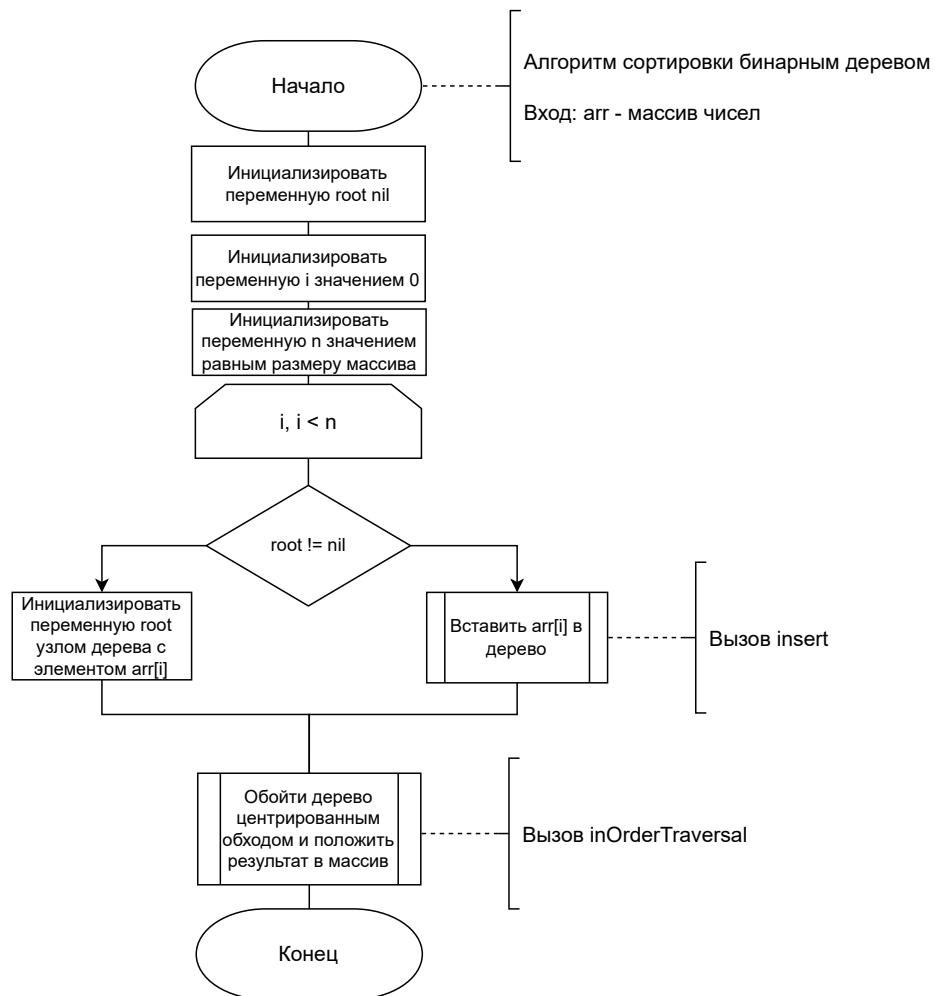 Начало
Алгоритм сортировки бинарным деревом
Вход: arr - массив чисел
Инициализировать
переменную root nil
Инициализировать
переменную i значением 0
Инициализировать
переменную n значением
равным размеру массива
i, i < n
root != nil
Инициализировать
переменную root
узлом дерева с
элементом arr[i]
Вставить arr[i] в
дерево
Вызов insert
Обойти дерево
центрированным
обходом и положить
результат в массив
Вызов inOrderTraversal
Конец